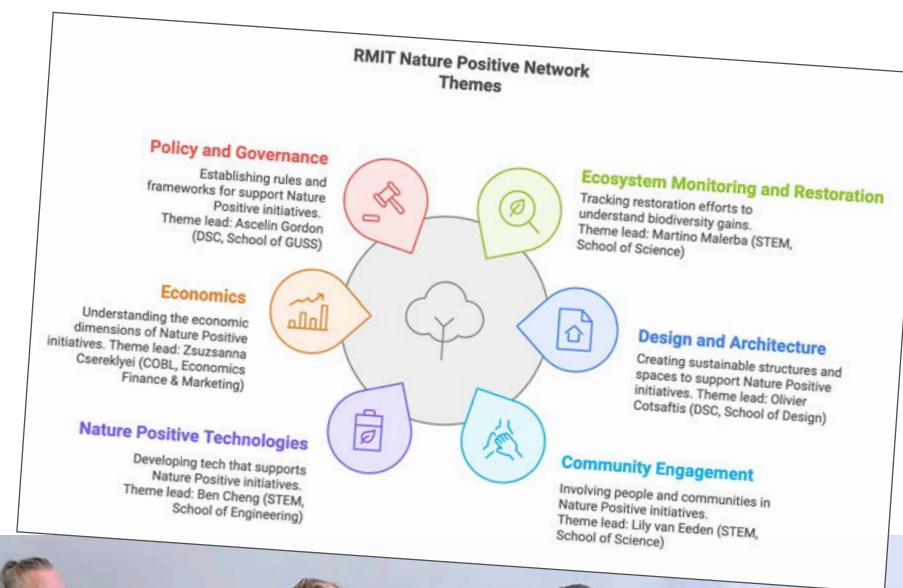 RMIT Nature Positive Network
Themes
Policy and Governance
Establishing rules and
frameworks for support Nature
Positive initiatives.
Theme lead: Ascelin Gordon
(DSC, School of GUSS)
Ecosystem Monitoring and Restoration
Tracking restoration efforts to
understand biodiversity gains.
Theme lead: Martino Malerba (STEM,
School of Science)
Economics
Understanding the economic
dimensions of Nature Positive
initiatives. Theme lead: Zsuzsanna
Csereklyei (COBL, Economics
Finance & Marketing)
Design and Architecture
Creating sustainable structures and
spaces to support Nature Positive
initiatives. Theme lead: Olivier
Cotsaftis (DSC, School of Design)
Nature Positive Technologies
Developing tech that supports
Nature Positive initiatives.
Theme lead: Ben Cheng (STEM,
School of Engineering)
Community Engagement
Involving people and communities in
Nature Positive initiatives.
Theme lead: Lily van Eeden (STEM,
School of Science)